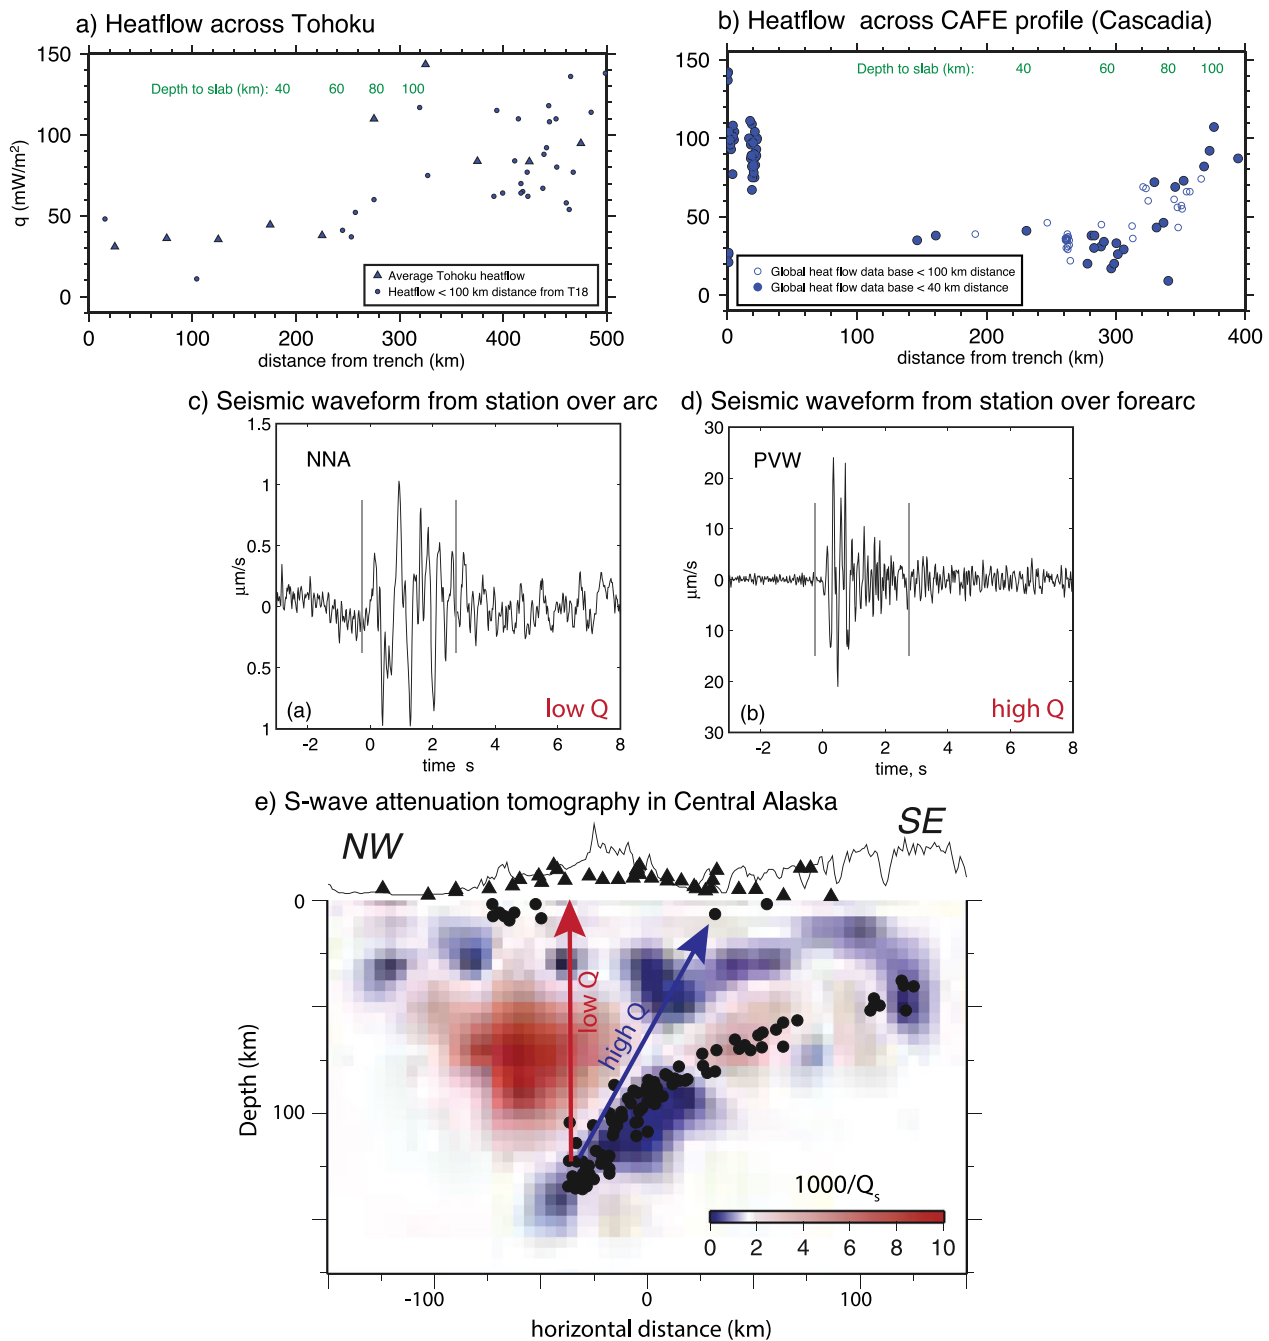 a) Heatflow across Tohoku
150
100
50
0
q (mW/m²)
Depth to slab (km): 40 60 80 100
Average Tohoku heatflow
Heatflow < 100 km distance from T18
0 100 200 300 400 500
distance from trench (km)
b) Heatflow across CAFE profile (Cascadia)
150
100
50
0
Depth to slab (km): 40 60 80 100
Global heat flow data base < 100 km distance
Global heat flow data base < 40 km distance
0 100 200 300 400
distance from trench (km)
c) Seismic waveform from station over arc
1.5
1
0.5
0
0.5
1
µm/s
NNA
(a)
low Q
-2 0 2 4 6 8
time s
d) Seismic waveform from station over forearc
30
20
10
0
10
20
30
µm/s
PVW
(b)
high Q
-2 0 2 4 6 8
time, s
e) S-wave attenuation tomography in Central Alaska
NW
SE
0
100
Depth (km)
low Q
high Q
1000/Qs
0 2 4 6 8 10
-100 0 100
horizontal distance (km)